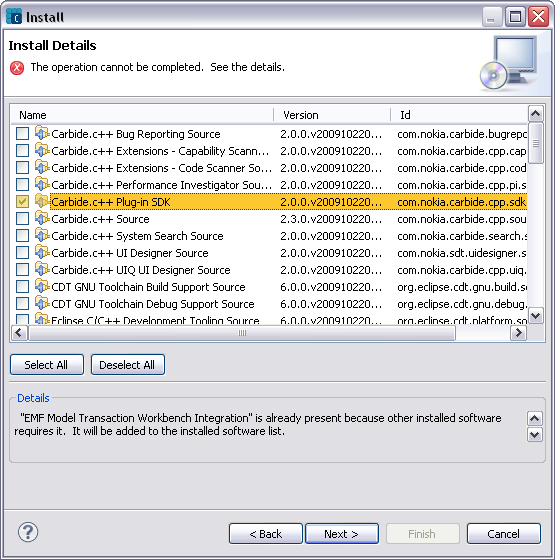 Install
Install Details
The operation cannot be completed. See the details.
Name Version Id
Carbide.c++ Bug Reporting Source 2.0.0.v200910220... com.nokia.carbide.bugrepo
Carbide.c++ Extensions - Capability Scann... 2.0.0.v200910220... com.nokia.carbide.cpp.cap
Carbide.c++ Extensions - Code Scanner So... 2.0.0.v200910220... com.nokia.carbide.cpp.cod
Carbide.c++ Performance Investigator Sou... 2.0.0.v200910220... com.nokia.carbide.cpp.pi.s
Carbide.c++ Plug-in SDK 2.0.0.v200910220... com.nokia.carbide.cpp.sdk
Carbide.c++ Source 2.3.0.v200910220... com.nokia.carbide.cpp.sou
Carbide.c++ System Search Source 2.0.0.v200910220... com.nokia.carbide.search.s
Carbide.c++ UI Designer Source 2.0.0.v200910220... com.nokia.sdt.uidesigner.s
Carbide.c++ UIQ UI Designer Source 2.0.0.v200910220... com.nokia.carbide.cpp.uiq.
CDT GNU Toolchain Build Support Source 6.0.0.v200910220... org.eclipse.cdt.gnu.build.sc
CDT GNU Toolchain Debug Support Source 6.0.0.v200910220... org.eclipse.cdt.gnu.debug.
Eclipse C/C++ Development Tooling Source 6.0.0.v200910220... org.eclipse.cdt.platform.so
Select All Deselect All
Details
"EMF Model Transaction Workbench Integration" is already present because other installed software
requires it. It will be added to the installed software list.
? < Back Next > Finish Cancel